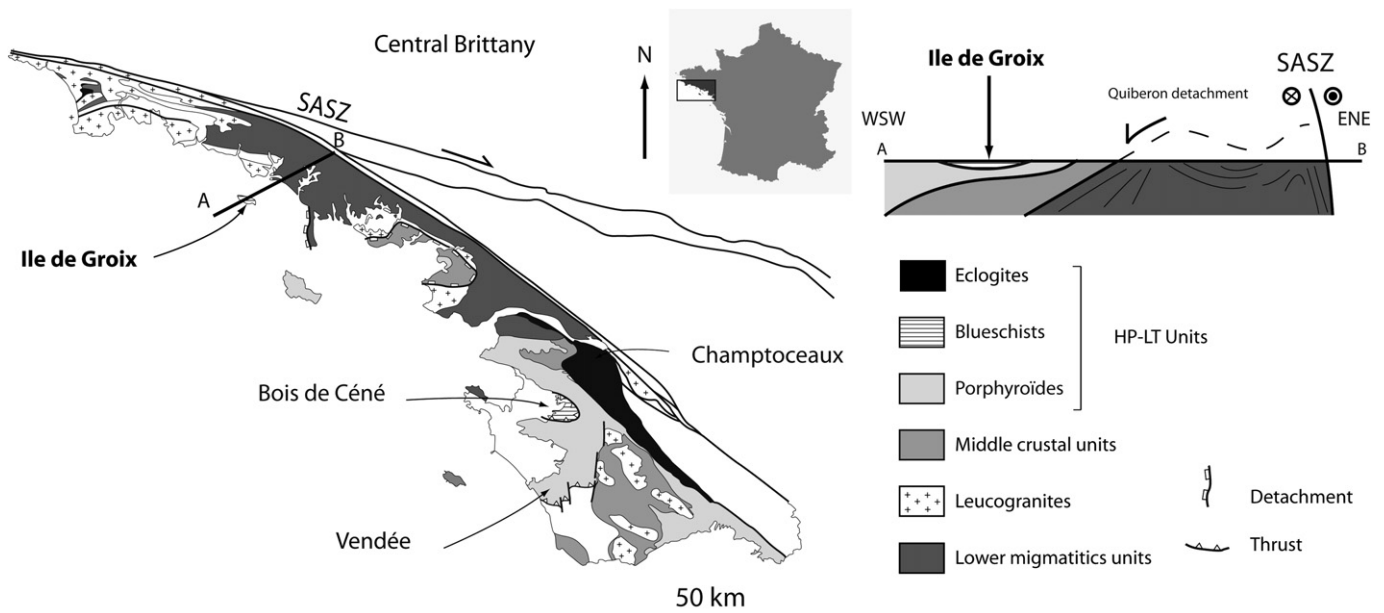 Central Brittany
N
SASZ
B
A
Ile de Groix
Champtoceaux
Bois de Céné
Vendée
50 km
Ile de Groix
SASZ
Quiberon detachment
WSW
ENE
A
B
Eclogites
Blueschists
HP-LT Units
Porphyroïdes
Middle crustal units
Leucogranites
Detachment
Lower migmatitics units
Thrust